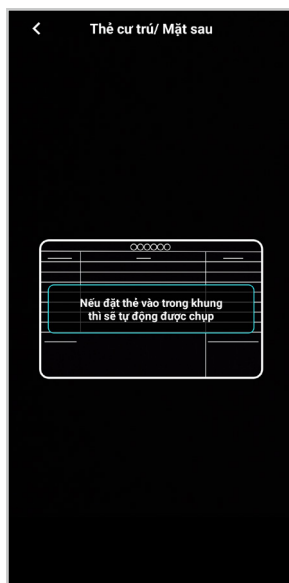 Thẻ cư trú/ Mặt sau
Nếu đặt thẻ vào trong khung
thì sẽ tự động được chụp